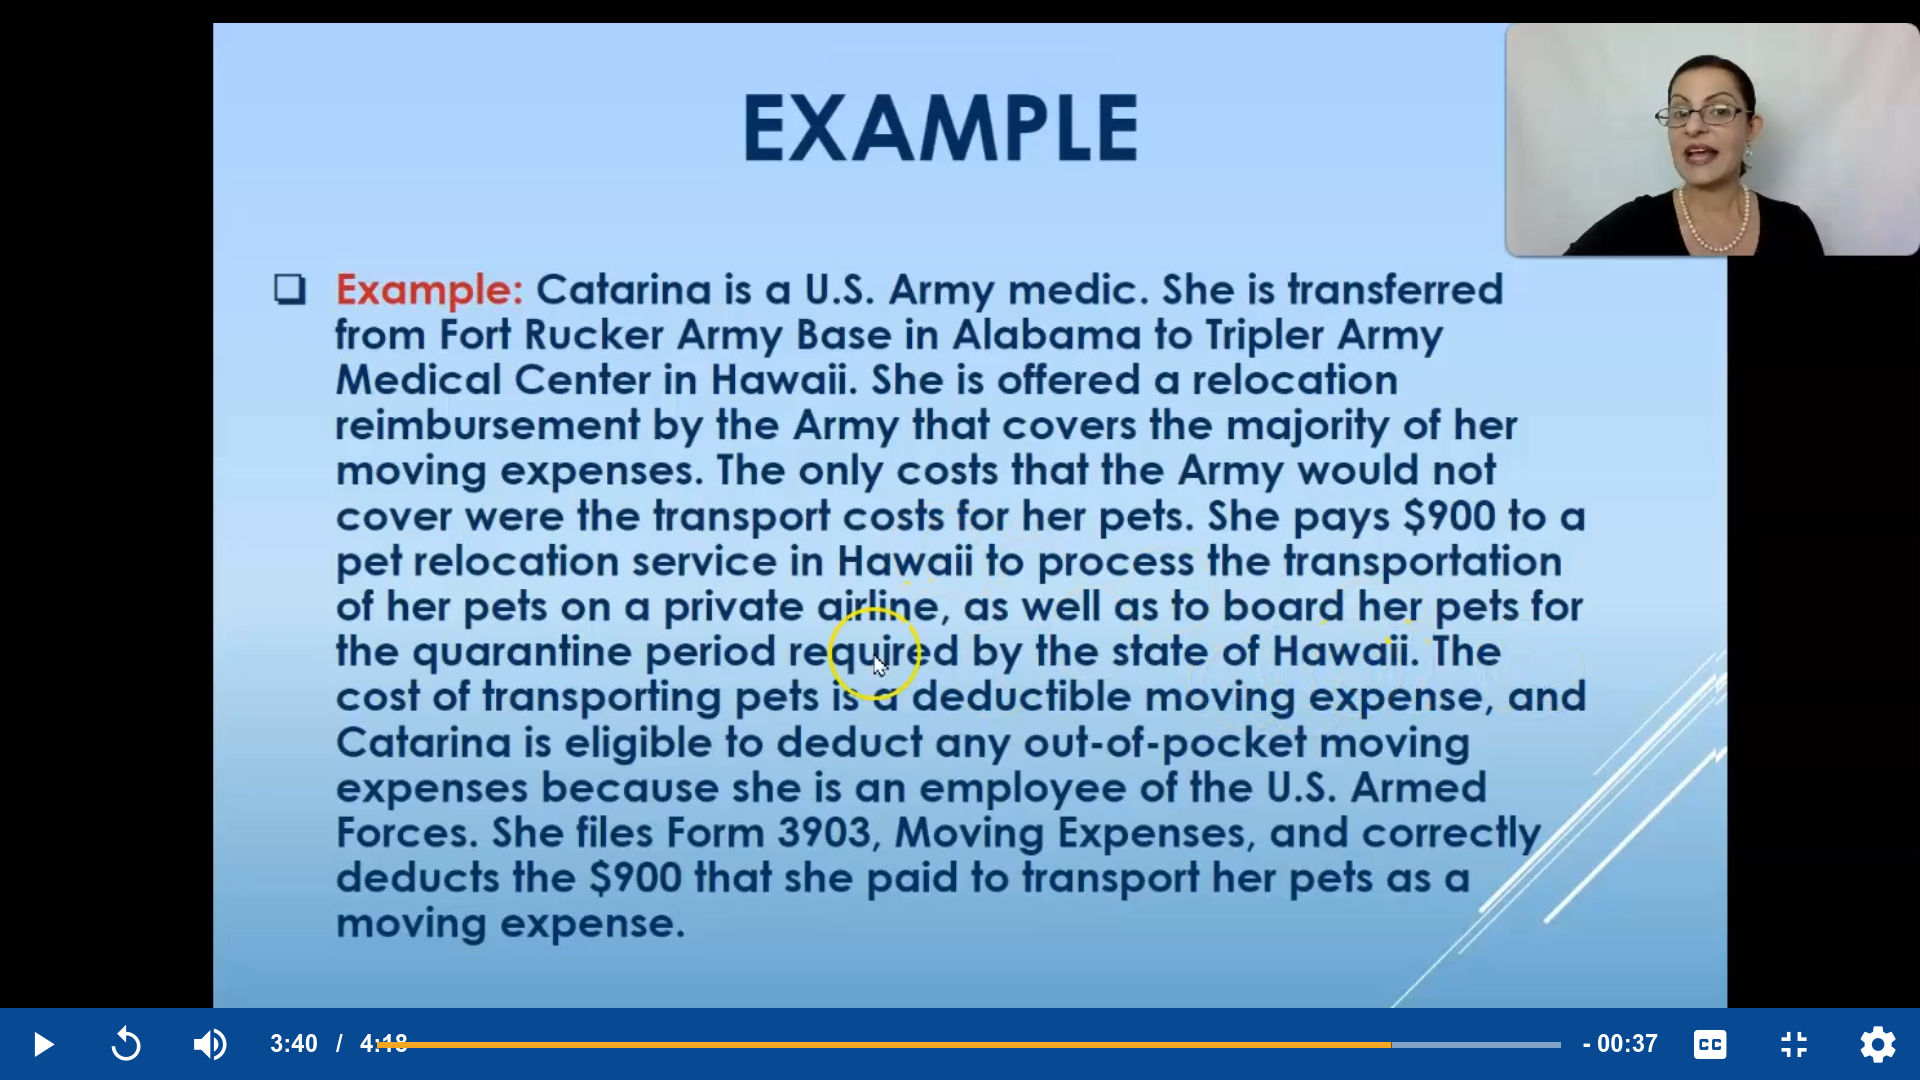 EXAMPLE
Example: Catarina is a U.S. Army medic. She is transferred
from Fort Rucker Army Base in Alabama to Tripler Army
Medical Center in Hawaii. She is offered a relocation
reimbursement by the Army that covers the majority of her
moving expenses. The only costs that the Army would not
cover were the transport costs for her pets. She pays $900 to a
pet relocation service in Hawaii to process the transportation
of her pets on a private airline, as well as to board her pets for
the quarantine period required by the state of Hawaii. The
cost of transporting pets is a deductible moving expense, and
Catarina is eligible to deduct any out-of-pocket moving
expenses because she is an employee of the U.S. Armed
Forces. She files Form 3903, Moving Expenses, and correctly
deducts the $900 that she paid to transport her pets as a
moving expense.
3:40 / 4:18 - 00:37 CC